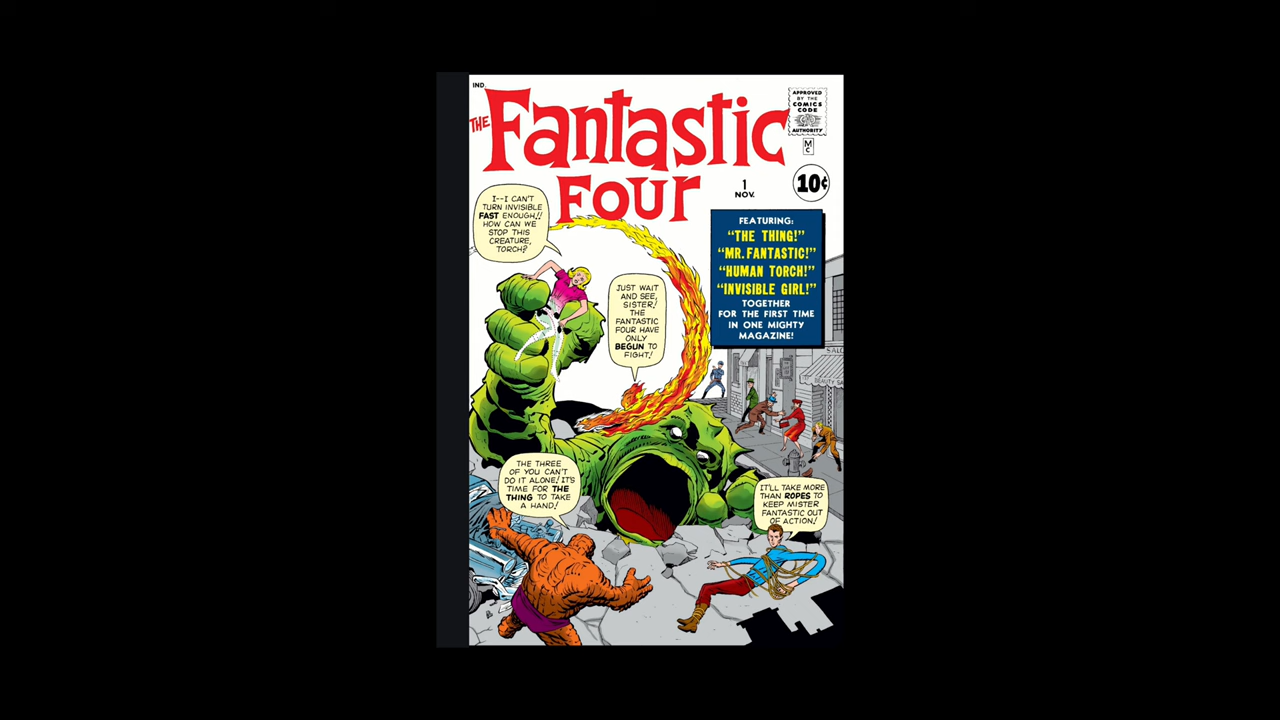 IND.
THE
Fantastic
Four
APPROVED
BY THE
COMICS
CODE
AUTHORITY
M
C
1
NOV.
10¢
I--I CAN'T
TURN INVISIBLE
FAST ENOUGH!!
HOW CAN WE
STOP THIS
CREATURE,
TORCH?
FEATURING:
"THE THING!"
"MR. FANTASTIC!"
"HUMAN TORCH!"
"INVISIBLE GIRL!"
TOGETHER
FOR THE FIRST TIME
IN ONE MIGHTY
MAGAZINE!
JUST WAIT
AND SEE,
SISTER!
THE
FANTASTIC
FOUR HAVE
ONLY
BEGUN TO
FIGHT!
BEAUTY SA
THE THREE
OF YOU CAN'T
DO IT ALONE! IT'S
TIME FOR THE
THING TO TAKE
A HAND!
IT'LL TAKE MORE
THAN ROPES TO
KEEP MISTER
FANTASTIC OUT
OF ACTION!